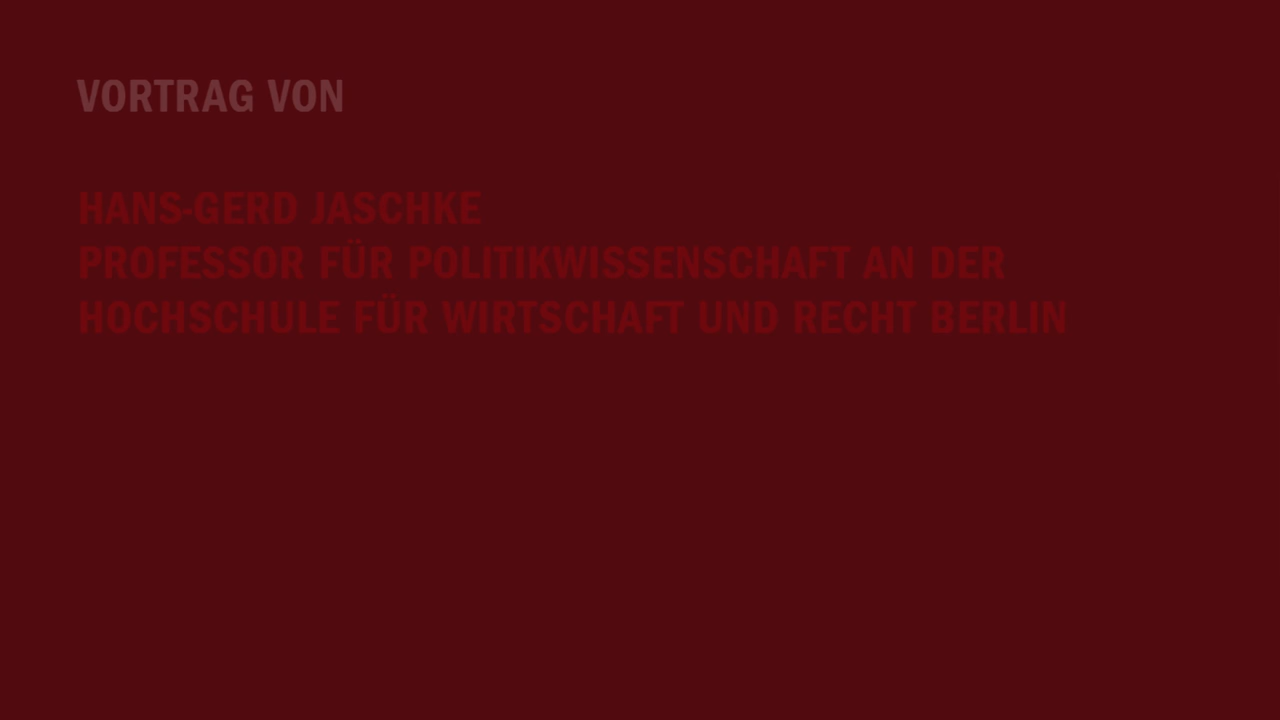 VORTRAG VON
HANS-GERD JASCHKE
PROFESSOR FÜR POLITIKWISSENSCHAFT AN DER
HOCHSCHULE FÜR WIRTSCHAFT UND RECHT BERLIN